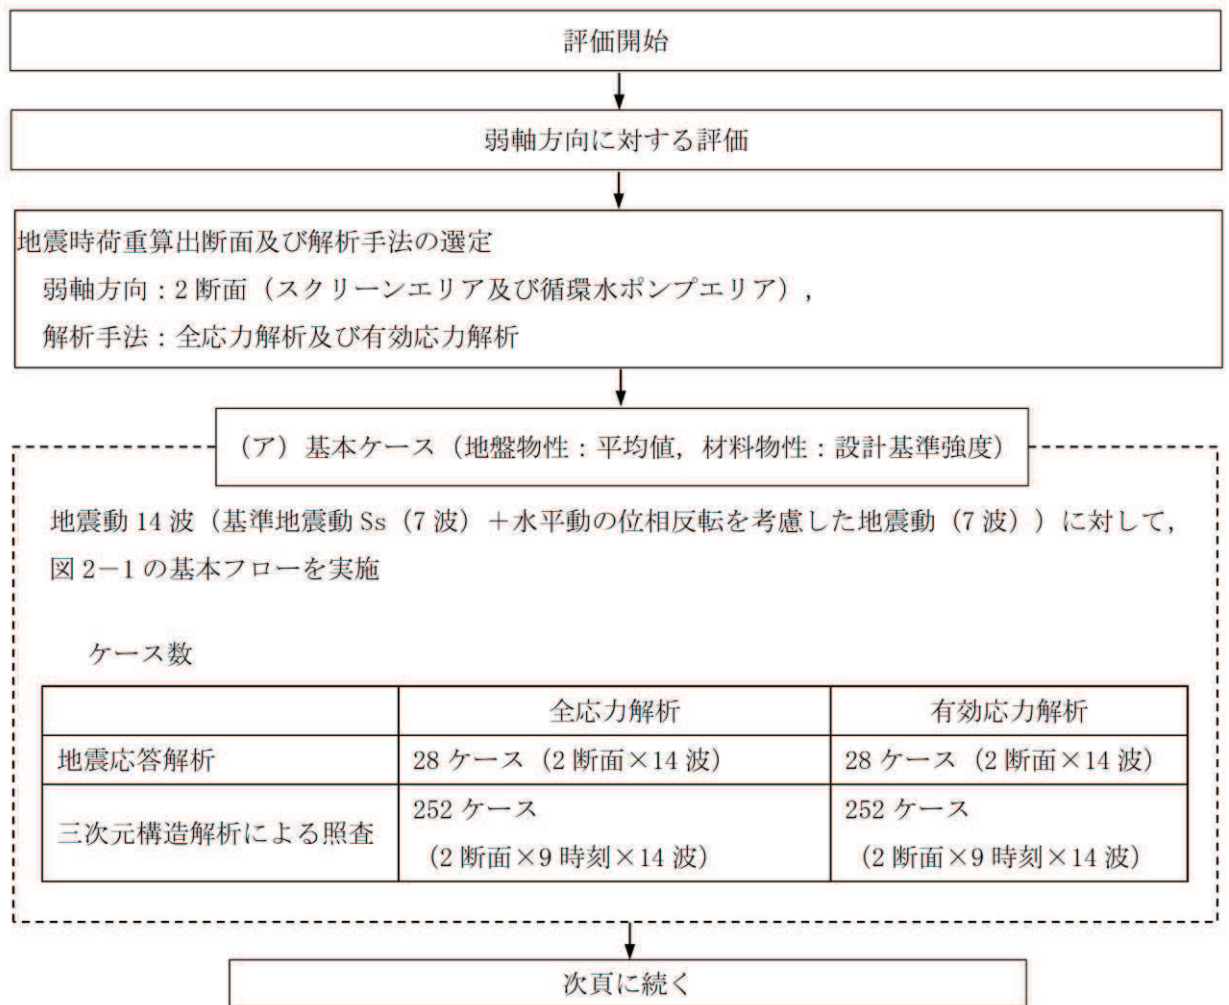 評価開始
弱軸方向に対する評価
地震時荷重算出断面及び解析手法の選定
弱軸方向：2断面（スクリーンエリア及び循環水ポンプエリア），
解析手法：全応力解析及び有効応力解析
（ア）基本ケース（地盤物性：平均値，材料物性：設計基準強度）
地震動14波（基準地震動Ss（7波）＋水平動の位相反転を考慮した地震動（7波））に対して，
図2－1の基本フローを実施
ケース数
全応力解析
有効応力解析
地震応答解析
28ケース（2断面×14波）
28ケース（2断面×14波）
三次元構造解析による照査
252ケース
（2断面×9時刻×14波）
252ケース
（2断面×9時刻×14波）
次頁に続く